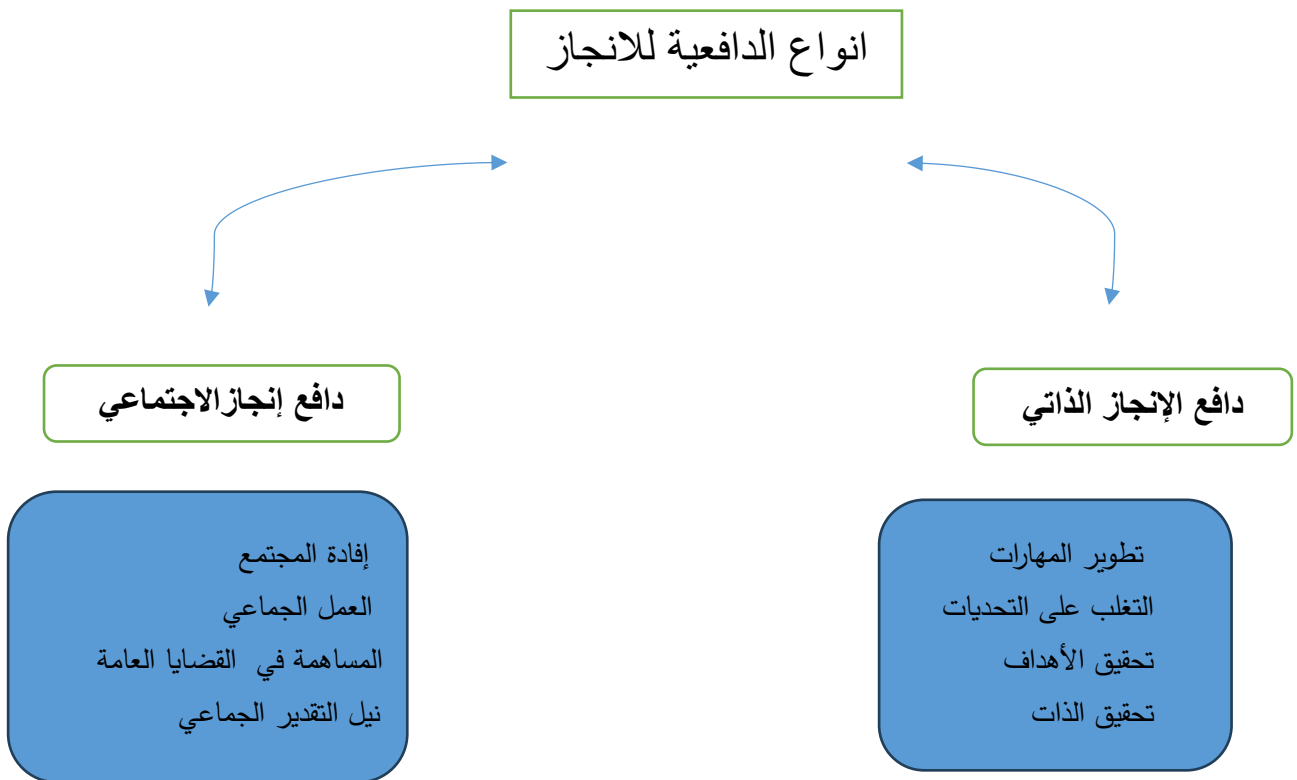 انواع الدافعية للانجاز
دافع الإنجاز الذاتي
دافع إنجازالاجتماعي
تطوير المهارات
التغلب على التحديات
تحقيق الأهداف
تحقيق الذات
إفادة المجتمع
العمل الجماعي
المساهمة في القضايا العامة
نيل التقدير الجماعي